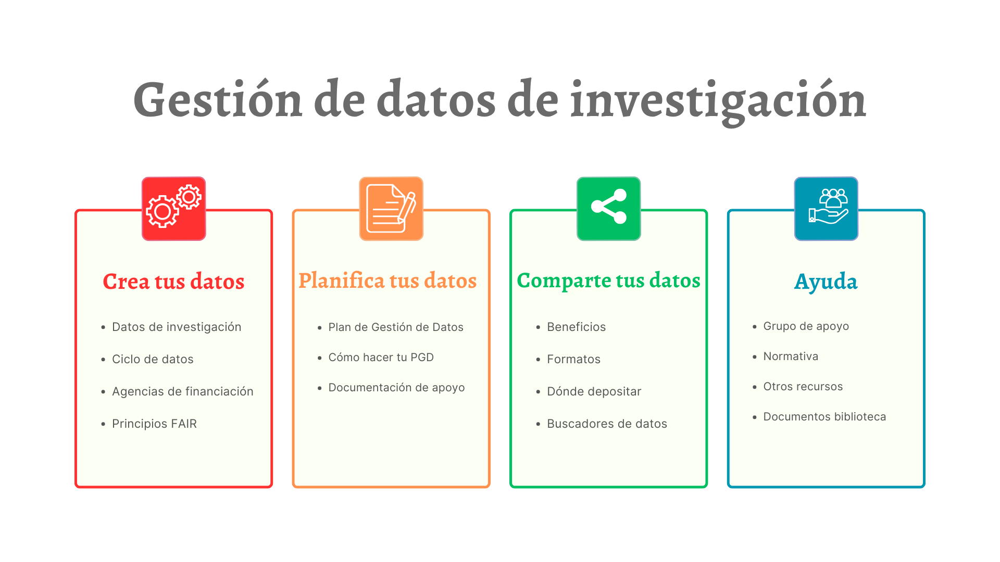 Gestión de datos de investigación
Crea tus datos
• Datos de investigación
• Ciclo de datos
• Agencias de financiación
• Principios FAIR
Planifica tus datos
• Plan de Gestión de Datos
• Cómo hacer tu PGD
• Documentación de apoyo
Comparte tus datos
• Beneficios
• Formatos
• Dónde depositar
• Buscadores de datos
Ayuda
• Grupo de apoyo
• Normativa
• Otros recursos
• Documentos biblioteca